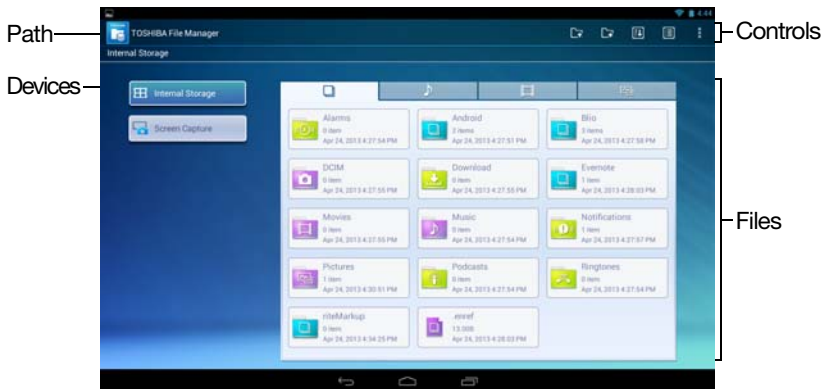 4:44
Path
TOSHIBA File Manager
Controls
Internal Storage
Devices
Internal Storage
Screen Capture
Alarms
0 item
Apr 24, 2013 4:27:54 PM
Android
3 items
Apr 24, 2013 4:27:51 PM
Blio
3 items
Apr 24, 2013 4:27:58 PM
DCIM
0 item
Apr 24, 2013 4:27:55 PM
Download
0 item
Apr 24, 2013 4:27:55 PM
Evernote
1 item
Apr 24, 2013 4:28:03 PM
Movies
0 item
Apr 24, 2013 4:27:55 PM
Music
0 item
Apr 24, 2013 4:27:54 PM
Notifications
1 item
Apr 24, 2013 4:27:57 PM
Files
Pictures
1 item
Apr 24, 2013 4:30:51 PM
Podcasts
0 item
Apr 24, 2013 4:27:54 PM
Ringtones
0 item
Apr 24, 2013 4:27:54 PM
riteMarkup
0 item
Apr 24, 2013 4:34:25 PM
.enref
13.00B
Apr 24, 2013 4:28:03 PM